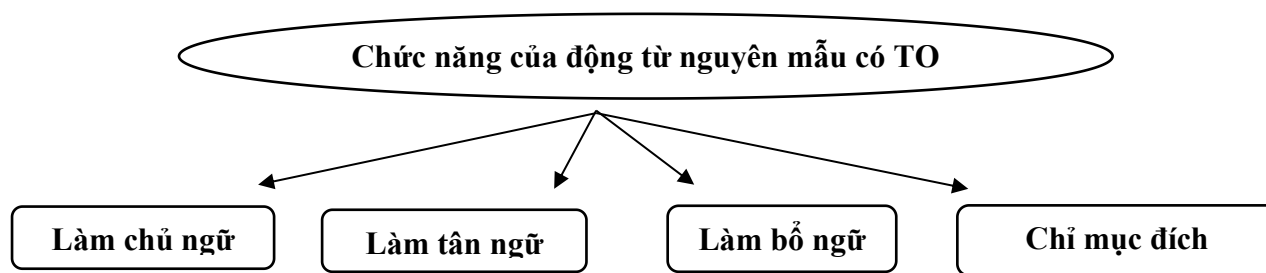 Chức năng của động từ nguyên mẫu có TO
Làm chủ ngữ
Làm tân ngữ
Làm bổ ngữ
Chỉ mục đích